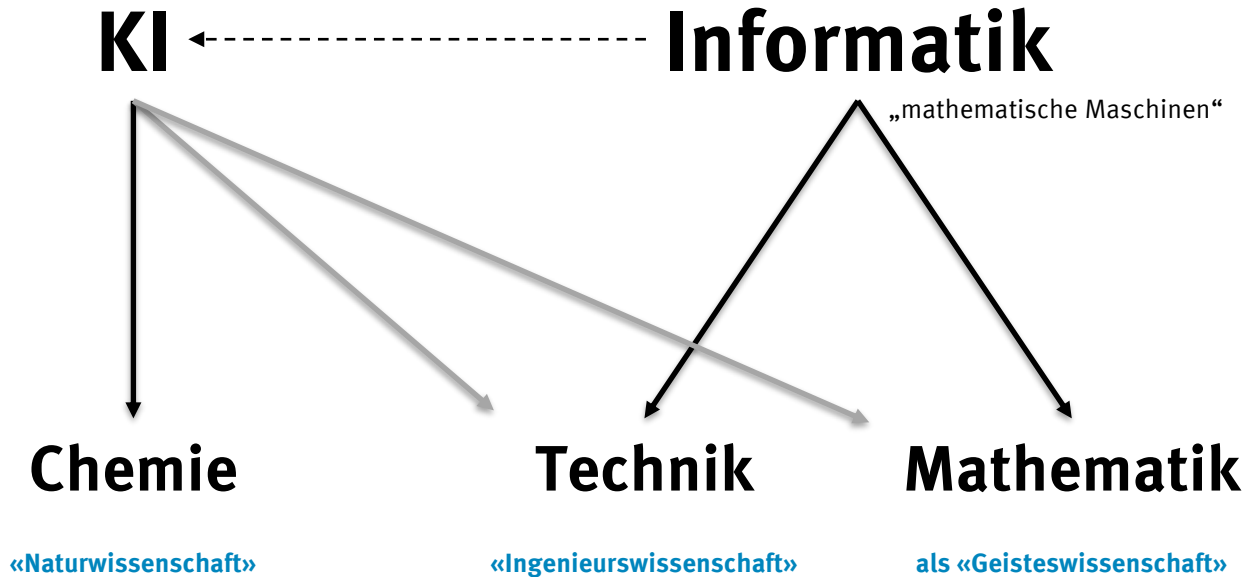 KI Informatik
„mathematische Maschinen“
Chemie Technik Mathematik
«Naturwissenschaft» «Ingenieurswissenschaft» als «Geisteswissenschaft»